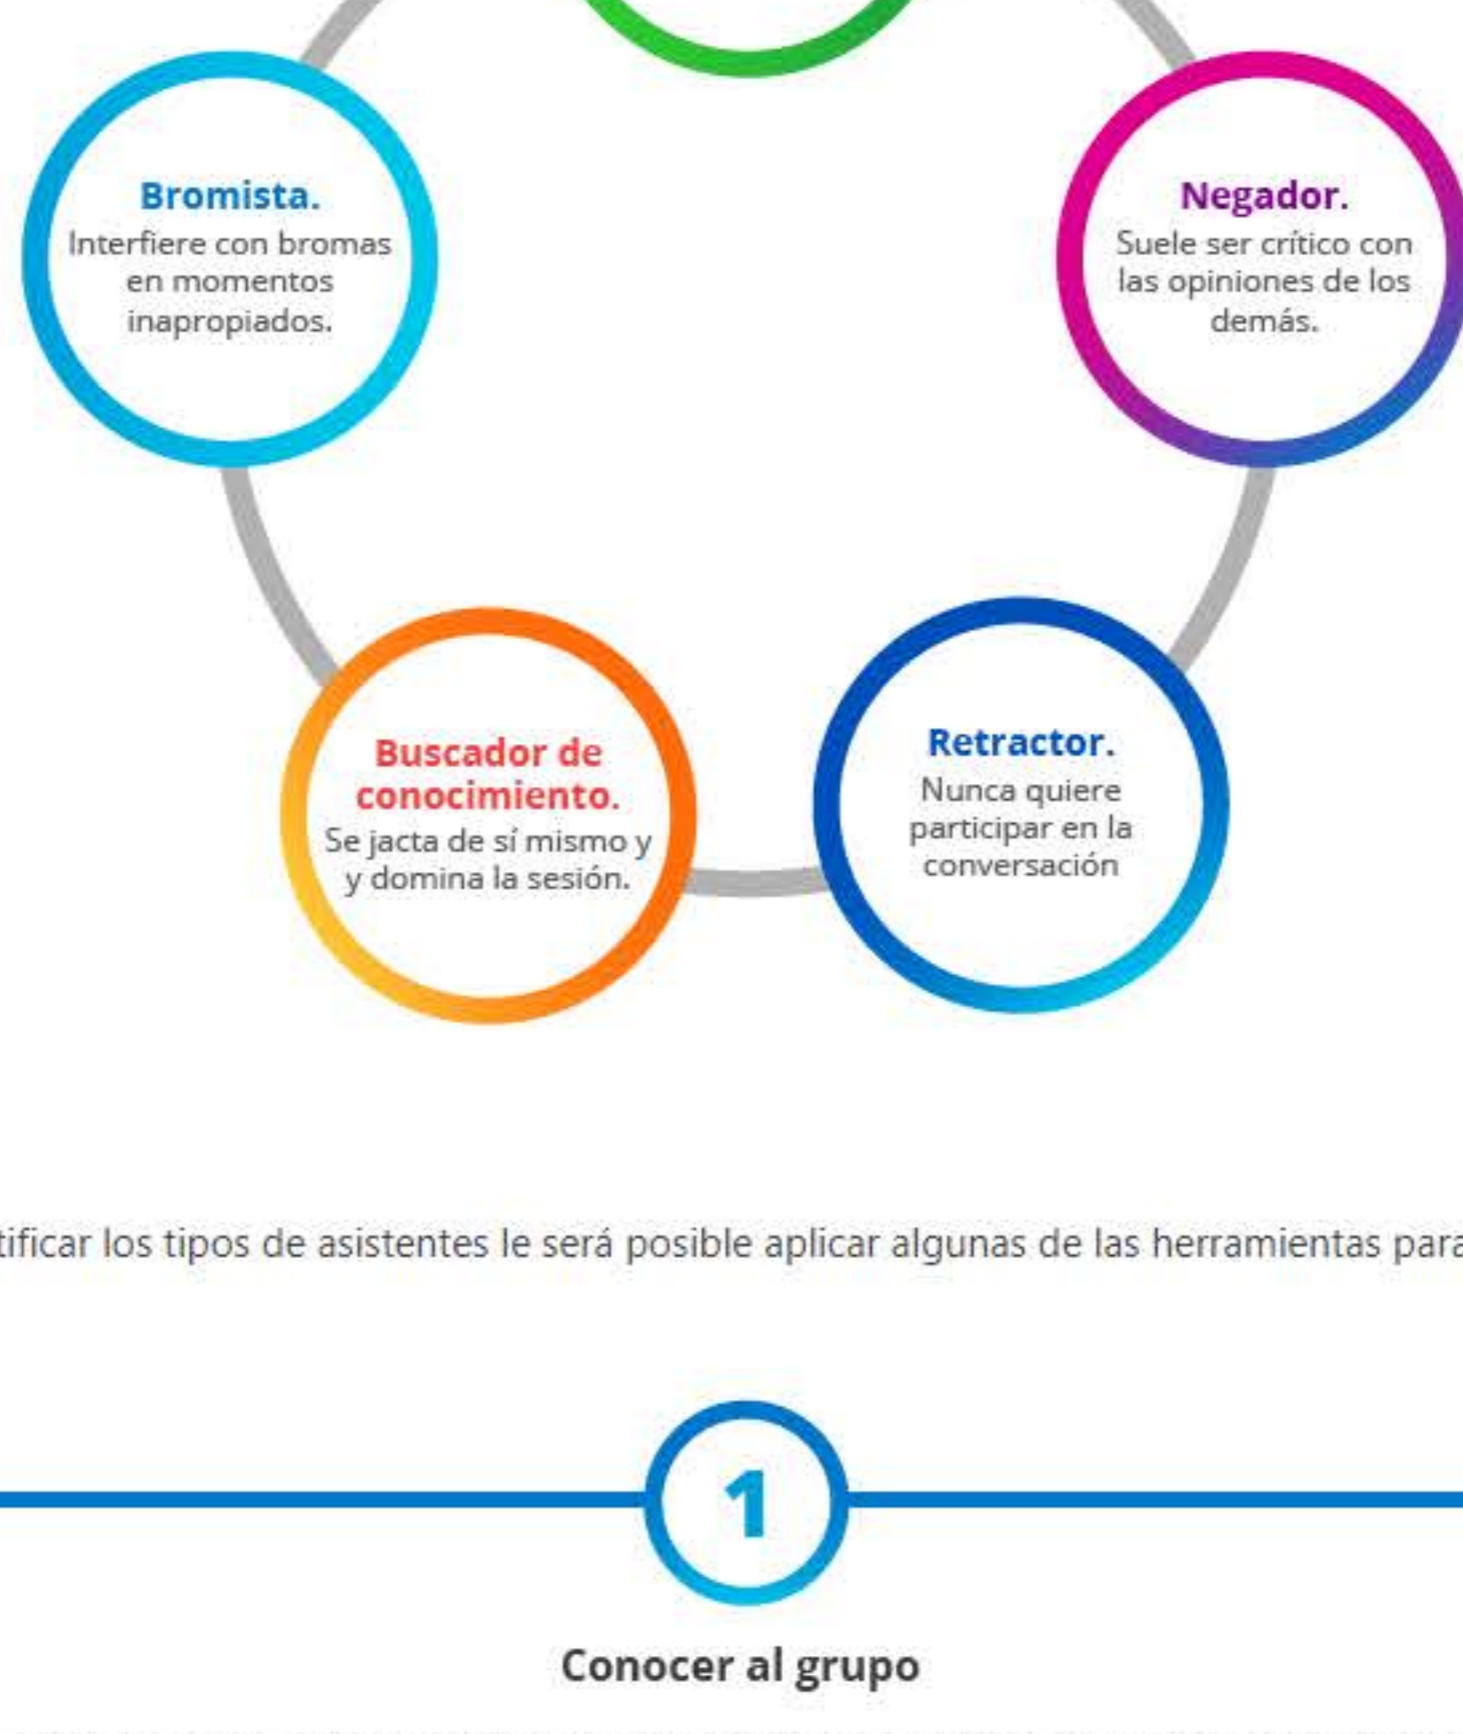 Bromista.
Interfiere con bromas
en momentos
inapropiados.
Negador.
Suele ser crítico con
las opiniones de los
demás.
Buscador de
conocimiento.
Se jacta de sí mismo y
y domina la sesión.
Retractor.
Nunca quiere
participar en la
conversación
tificar los tipos de asistentes le será posible aplicar algunas de las herramientas para
1
Conocer al grupo